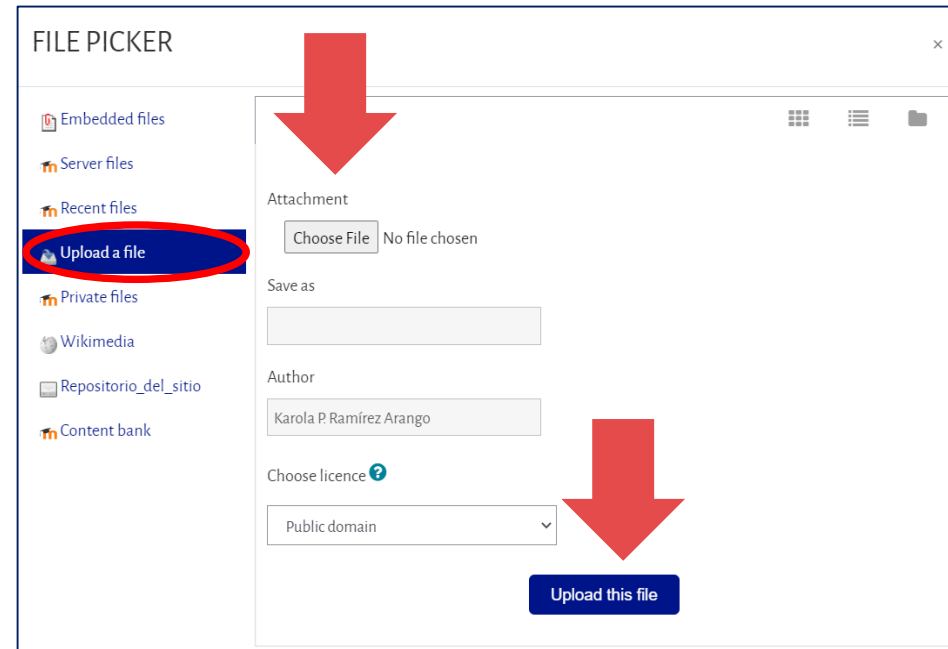 FILE PICKER
×
Embedded files
Server files
Recent files
Upload a file
Private files
Wikimedia
Repositorio_del_sitio
Content bank
Attachment
Choose File No file chosen
Save as
Author
Karola P. Ramírez Arango
Choose licence ?
Public domain
Upload this file